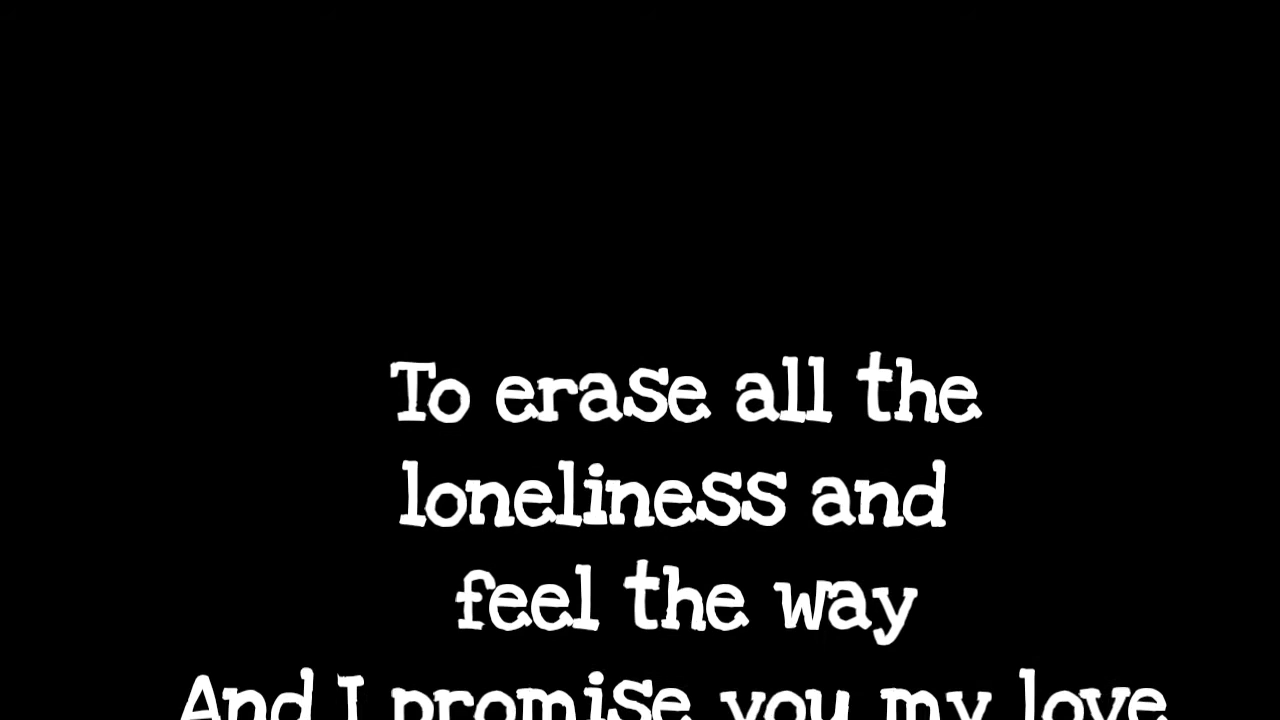 To erase all the
loneliness and
feel the way
And I promise you my love